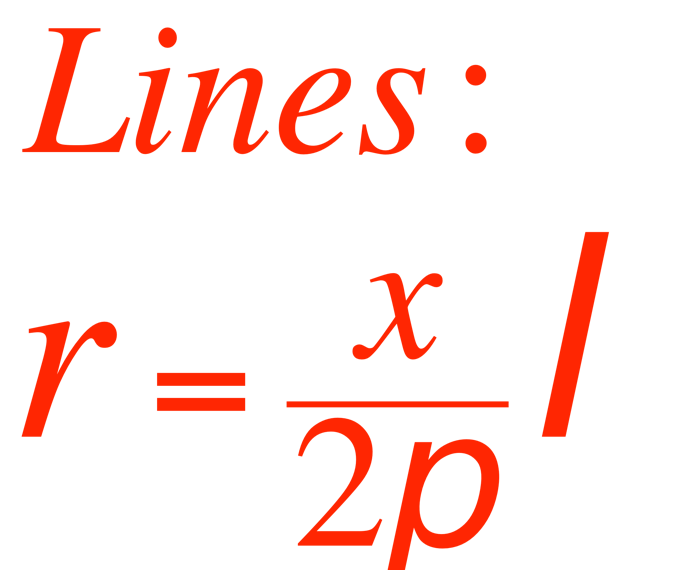 Lines:
r = x/2p l